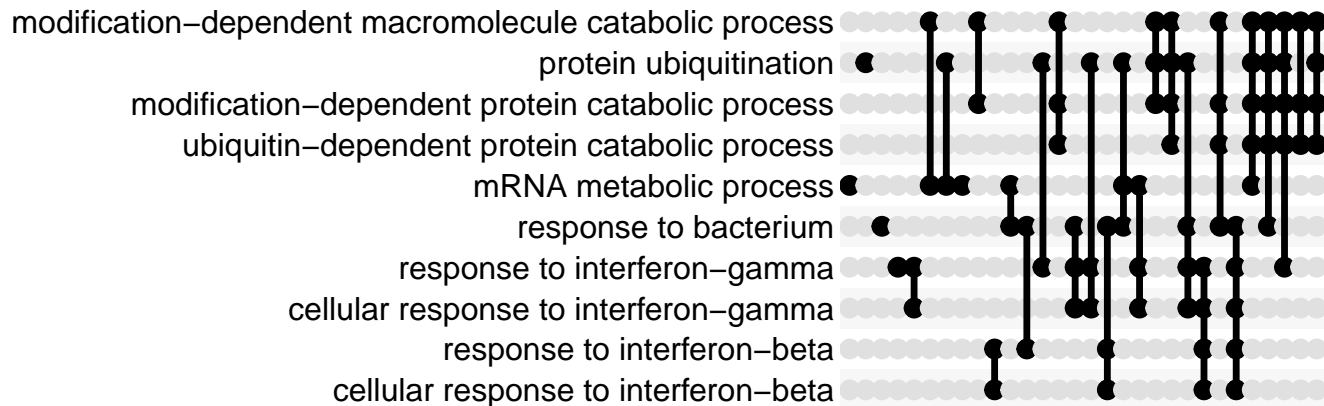 modification−dependent macromolecule catabolic process
protein ubiquitination
modification−dependent protein catabolic process
ubiquitin−dependent protein catabolic process
mRNA metabolic process
response to bacterium
response to interferon−gamma
cellular response to interferon−gamma
response to interferon−beta
cellular response to interferon−beta